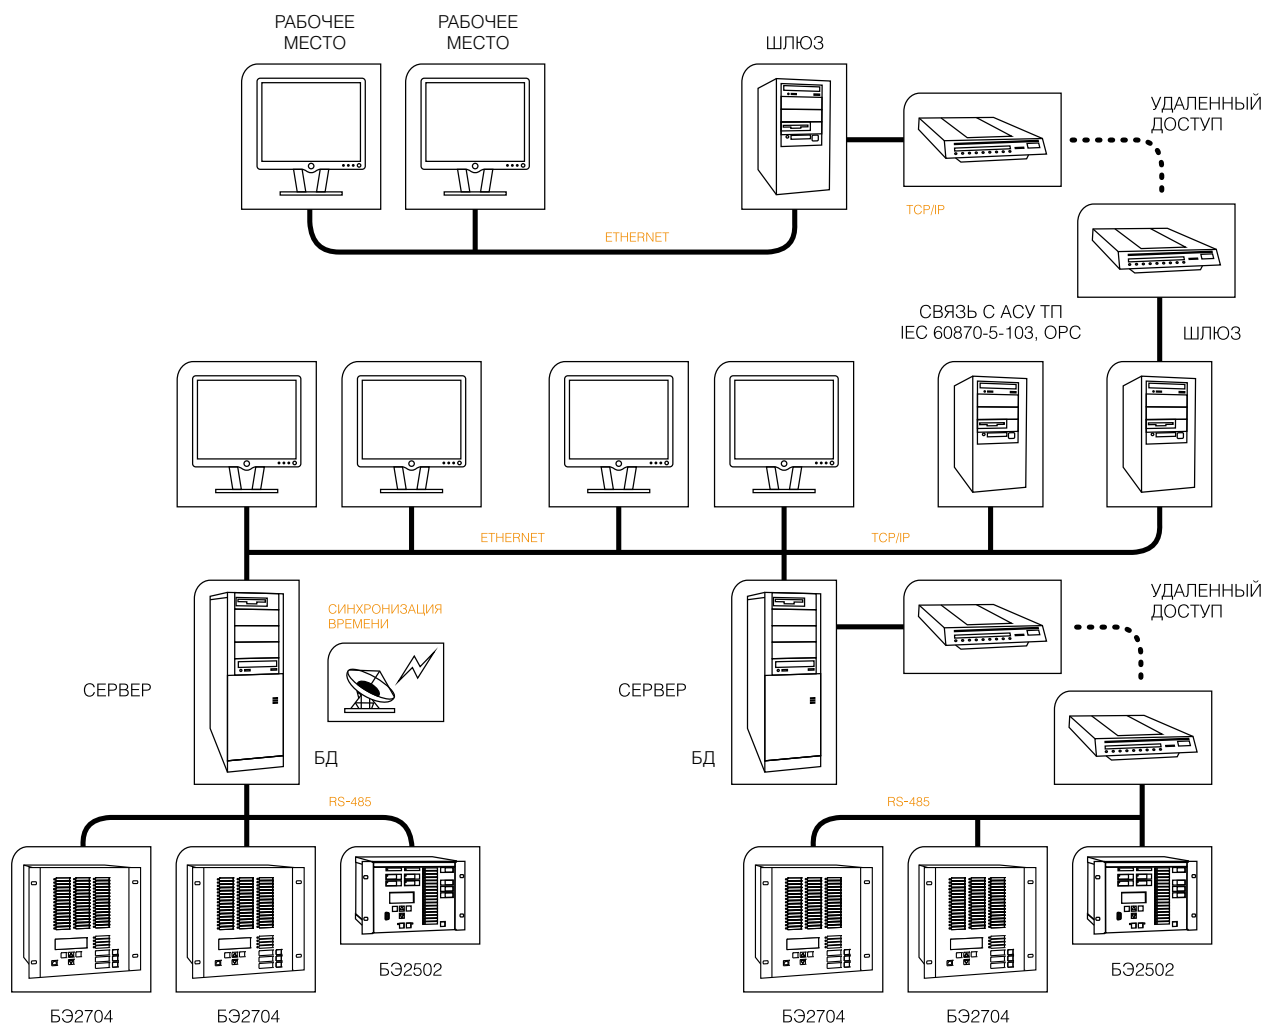 РАБОЧЕЕ
МЕСТО
РАБОЧЕЕ
МЕСТО
ШЛЮЗ
УДАЛЕННЫЙ
ДОСТУП
TCP/IP
ETHERNET
СВЯЗЬ С АСУ ТП
IEC 60870-5-103, OPC
ШЛЮЗ
ETHERNET
TCP/IP
СИНХРОНИЗАЦИЯ
ВРЕМЕНИ
УДАЛЕННЫЙ
ДОСТУП
СЕРВЕР
СЕРВЕР
БД
БД
RS-485
RS-485
БЭ2502
БЭ2502
БЭ2704
БЭ2704
БЭ2704
БЭ2704